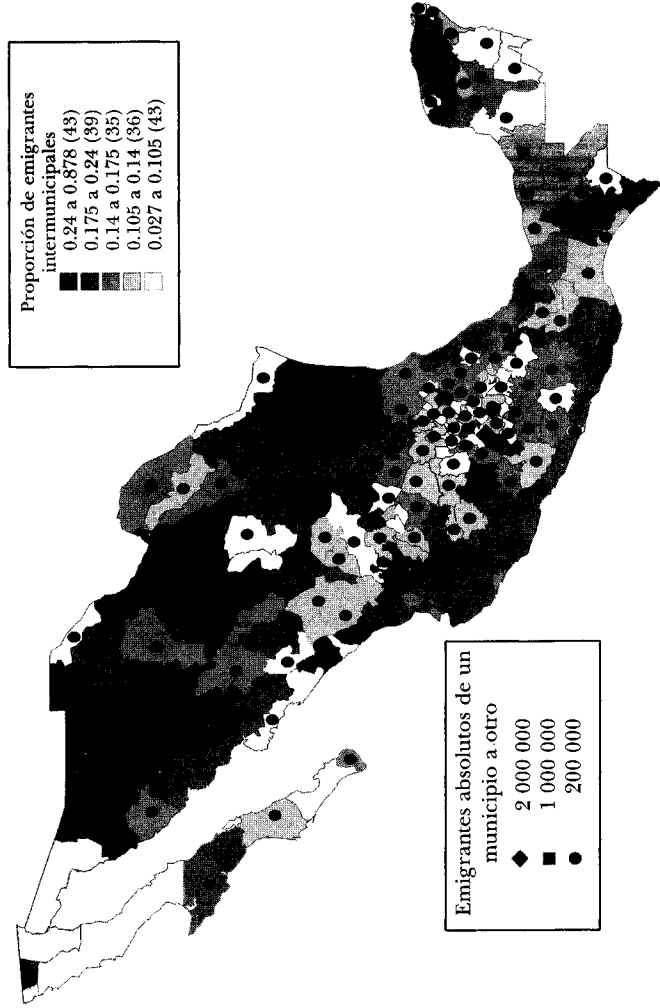 Proporción de emigrantes
intermunicipales
0.24 a 0.878 (43)
0.175 a 0.24 (39)
0.14 a 0.175 (35)
0.105 a 0.14 (36)
0.027 a 0.105 (43)
Emigrantes absolutos de un
municipio a otro
2 000 000
1 000 000
200 000